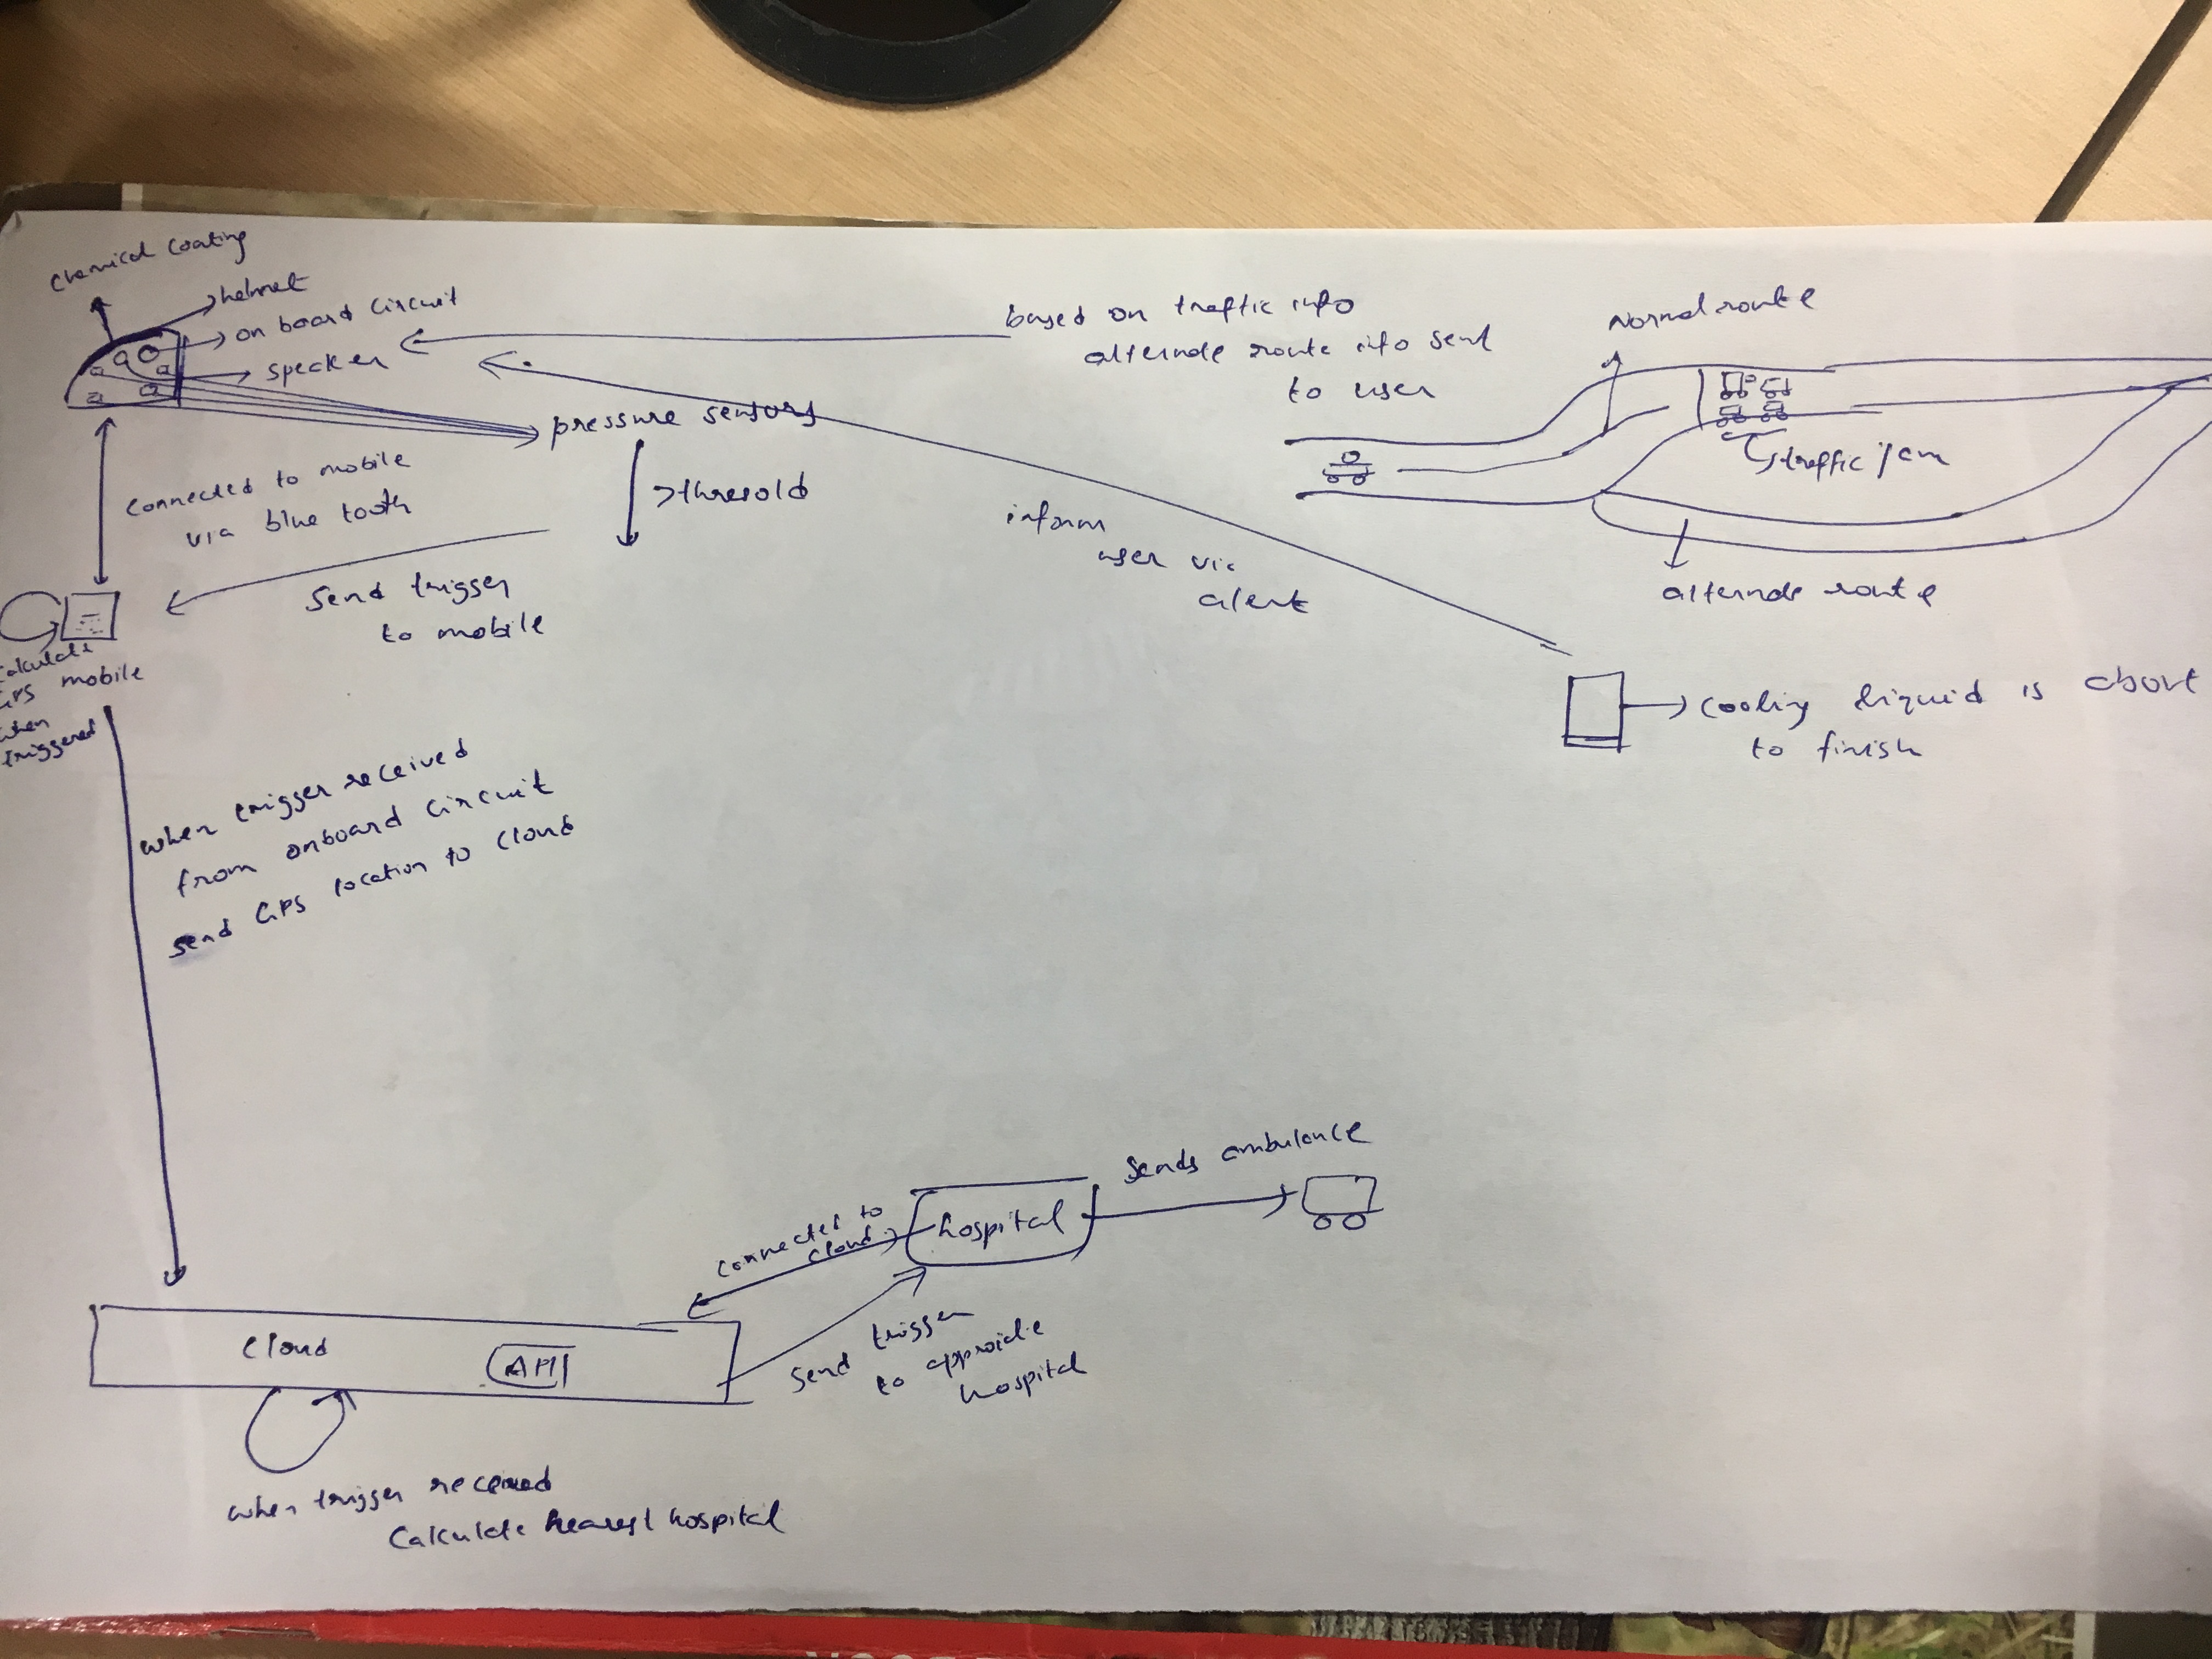 chemical coating
helmet
on board circuit
speaker
based on traffic info
alternate route info send
to user
Normal route
pressure sensors
traffic jam
connected to mobile
via blue tooth
>thresold
inform
user via
alert
alternate route
Send trigger
to mobile
calculate
GPS mobile
when
triggered
cooling liquid is about
to finish
when trigger received
from onboard circuit
send GPS location to cloud
Sends ambulance
connected to
cloud
hospital
cloud
API
Send trigger
to approiate
hospital
when trigger received
Calculate nearest hospital